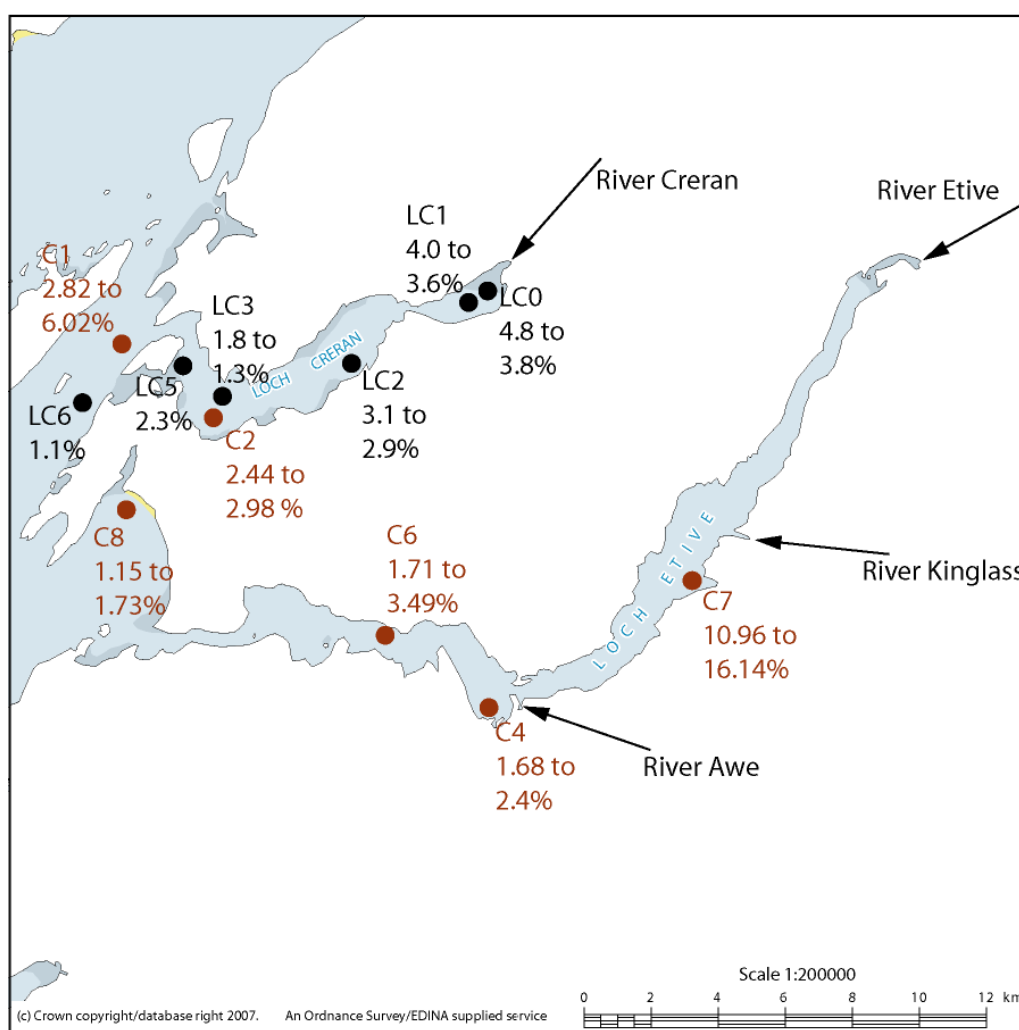 River Creran
River Etive
LC1
4.0 to
3.6%
C1
2.82 to
6.02%
LC3
1.8 to
1.3%
LC0
4.8 to
3.8%
LOCH CRERAN
LC5
2.3%
LC2
3.1 to
2.9%
LC6
1.1%
C2
2.44 to
2.98 %
C8
1.15 to
1.73%
C6
1.71 to
3.49%
LOCH ETIVE
River Kinglass
C7
10.96 to
16.14%
C4
1.68 to
2.4%
River Awe
Scale 1:200000
0 2 4 6 8 10 12 km
(c) Crown copyright/database right 2007. An Ordnance Survey/EDINA supplied service